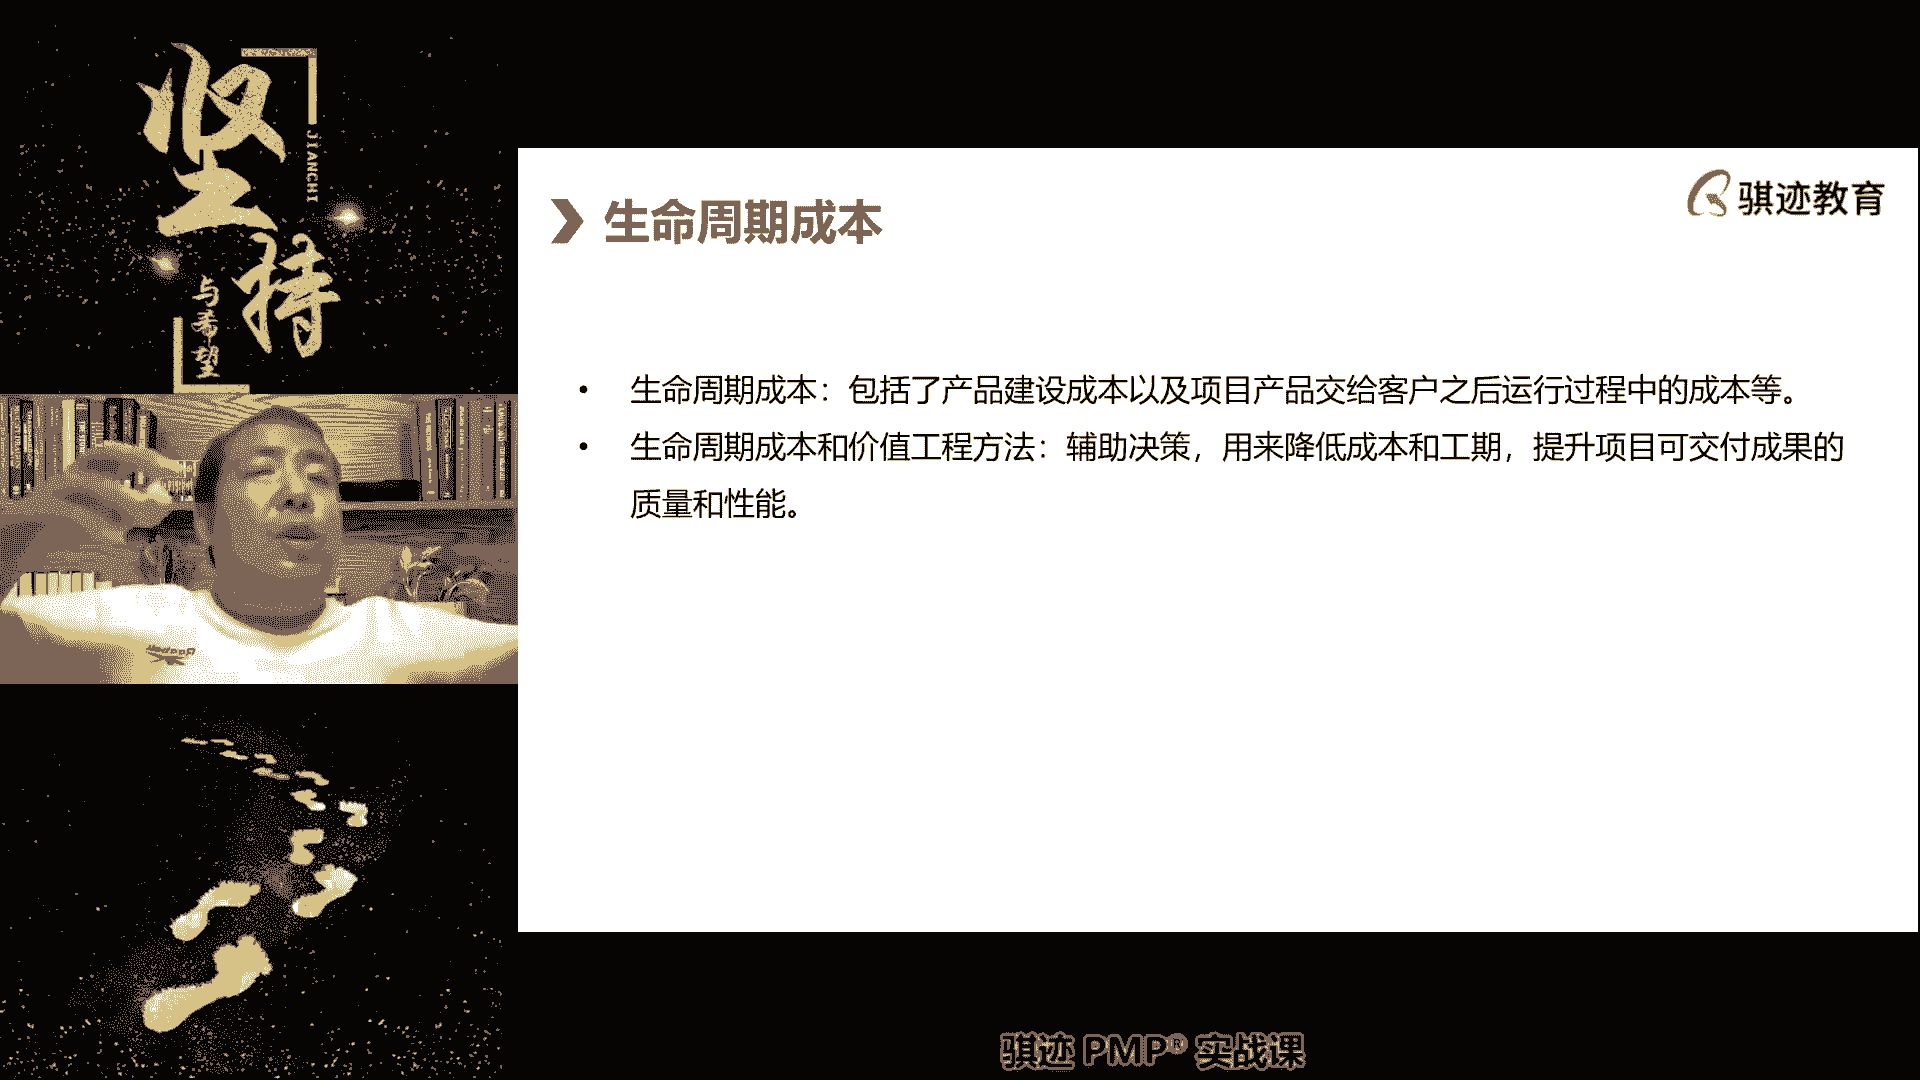 坚持
JIANCHI
与希望
骐迹教育
生命周期成本
• 生命周期成本：包括了产品建设成本以及项目产品交给客户之后运行过程中的成本等。
• 生命周期成本和价值工程方法：辅助决策，用来降低成本和工期，提升项目可交付成果的
质量和性能。
骐迹 PMP® 实战课